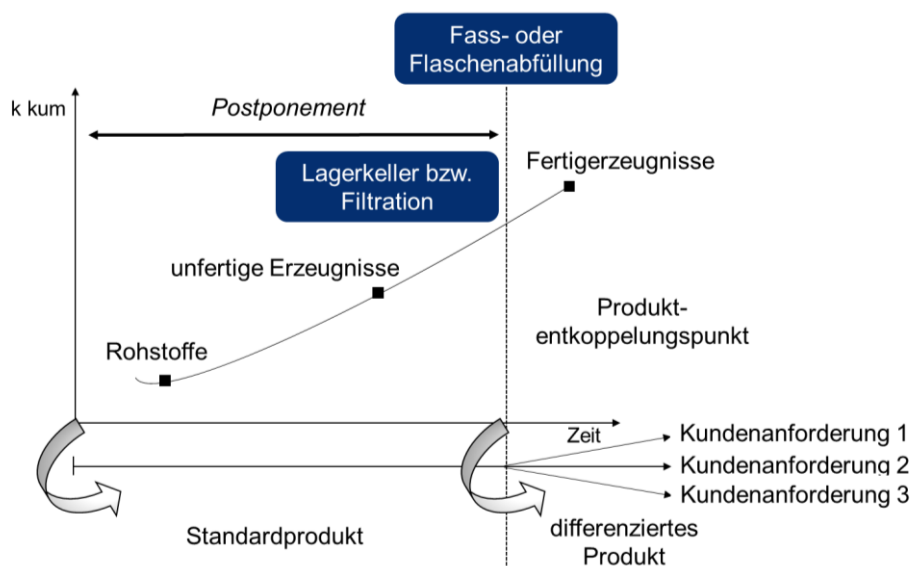 Fass- oder
Flaschenabfüllung
k kum
Postponement
Lagerkeller bzw.
Filtration
Fertigerzeugnisse
unfertige Erzeugnisse
Produkt-
entkoppelungspunkt
Rohstoffe
Zeit
Kundenanforderung 1
Kundenanforderung 2
Kundenanforderung 3
Standardprodukt
differenziertes
Produkt